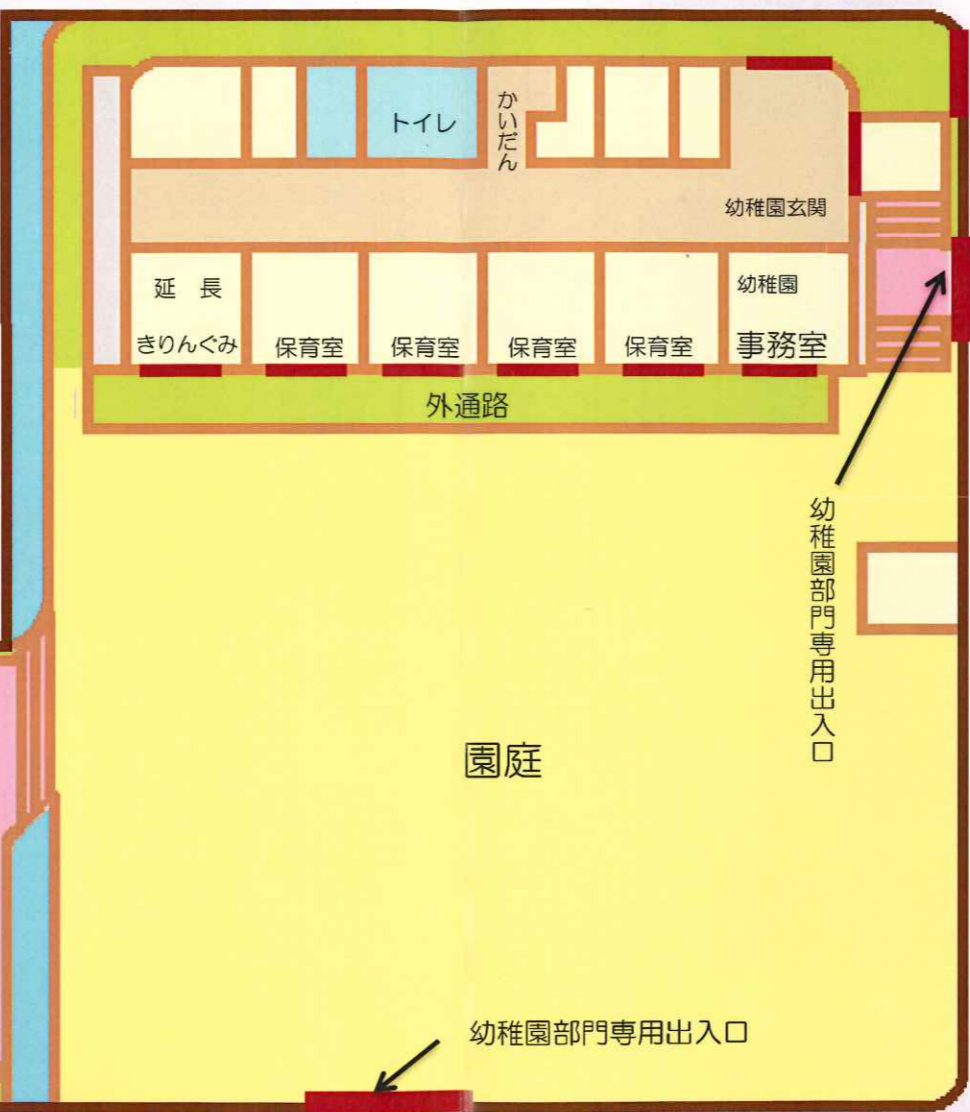 トイレ
かいだん
幼稚園玄関
延 長
きりんぐみ
保育室
保育室
保育室
保育室
幼稚園
事務室
外通路
幼稚園部門専用出入口
園庭
幼稚園部門専用出入口